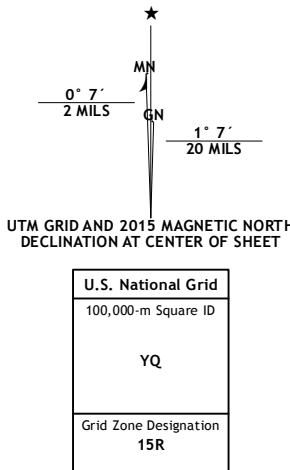 ★
MN
0° 7´
2 MILS
GN
1° 7´
20 MILS
UTM GRID AND 2015 MAGNETIC NORTH
DECLINATION AT CENTER OF SHEET
U.S. National Grid
100,000-m Square ID
YQ
Grid Zone Designation
15R